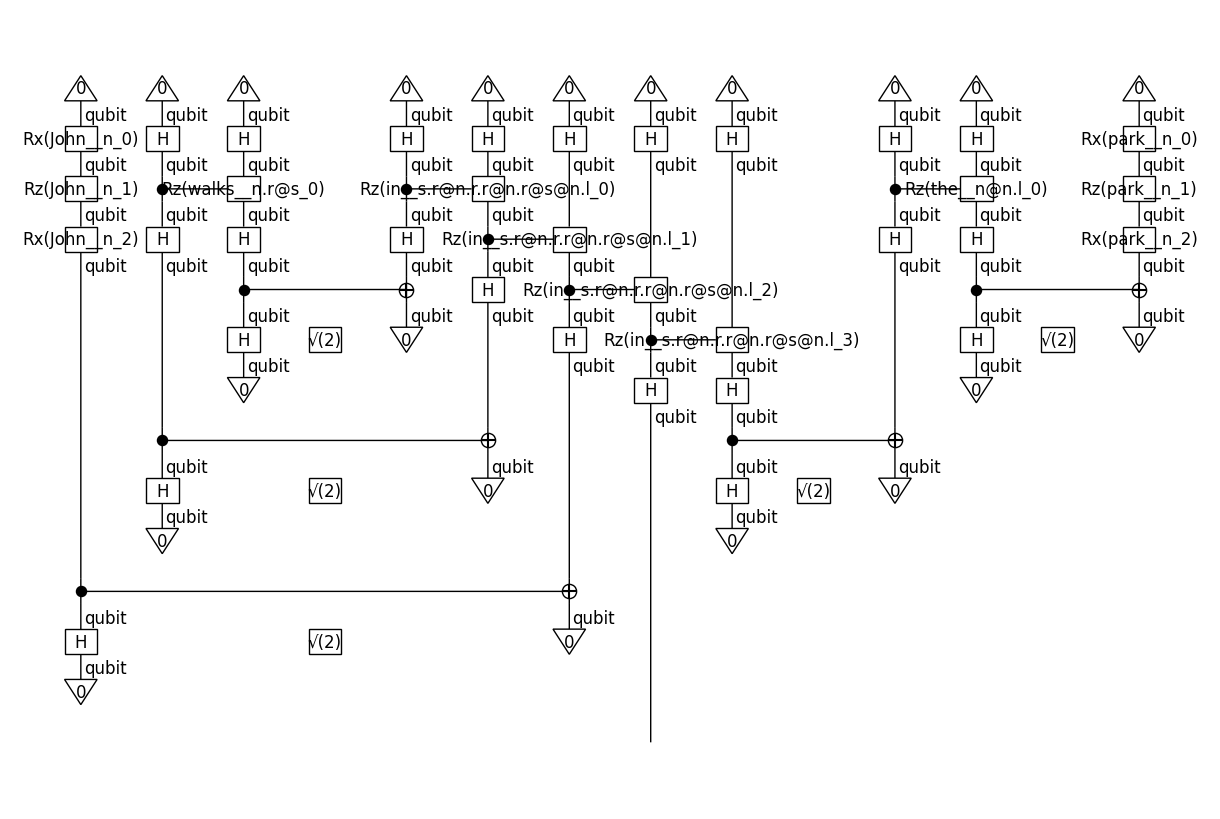 0 0 0 0 0 0 0 0 0 0 0
qubit qubit qubit qubit qubit qubit qubit qubit qubit qubit qubit
Rx(John__n_0) H H H H H H H H H Rx(park__n_0)
qubit qubit qubit qubit qubit qubit qubit qubit qubit qubit qubit
Rz(John__n_1) Rz(walks__n.r@s_0) Rz(in__s.r@n.r.r@n.r@s@n.l_0) Rz(the__n@n.l_0) Rz(park__n_1)
qubit qubit qubit qubit qubit qubit qubit qubit qubit
Rx(John__n_2) H H H Rz(in__s.r@n.r.r@n.r@s@n.l_1) H H Rx(park__n_2)
qubit qubit qubit qubit qubit qubit qubit qubit qubit
H Rz(in__s.r@n.r.r@n.r@s@n.l_2)
qubit qubit qubit qubit qubit qubit qubit
H √(2) 0 H Rz(in__s.r@n.r.r@n.r@s@n.l_3) H √(2) 0
qubit qubit qubit qubit qubit
0 H H 0
qubit qubit
qubit qubit qubit qubit
H √(2) 0 H √(2) 0
qubit qubit
0 0
qubit qubit
H √(2) 0
qubit
0